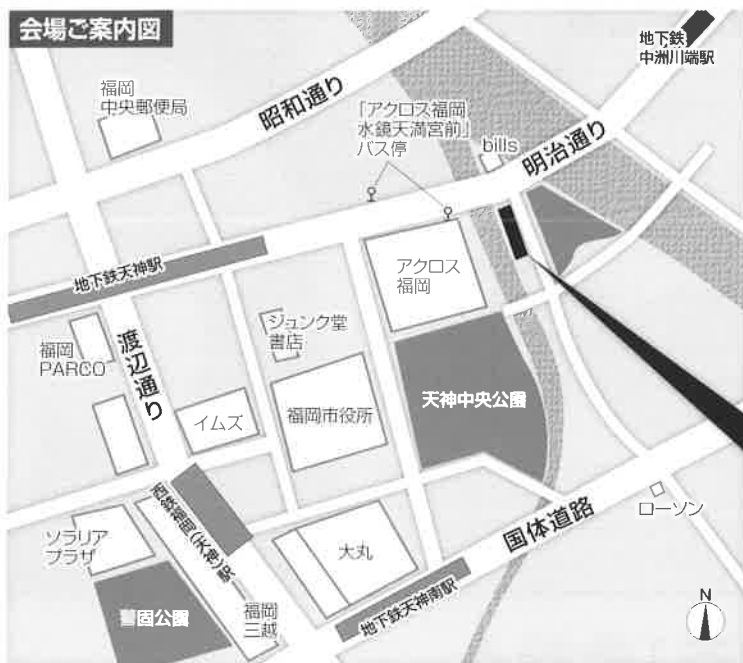 会場ご案内図
地下鉄
中洲川端駅
福岡
中央郵便局
昭和通り
「アクロス福岡
水鏡天満宮前」
バス停
bills
明治通り
地下鉄天神駅
アクロス
福岡
ジュンク堂
書店
福岡
PARCO
渡辺通り
イムズ
福岡市役所
天神中央公園
西鉄福岡(天神)駅
ソラリア
プラザ
大丸
国体道路
ローソン
警固公園
福岡
三越
地下鉄天神南駅
N